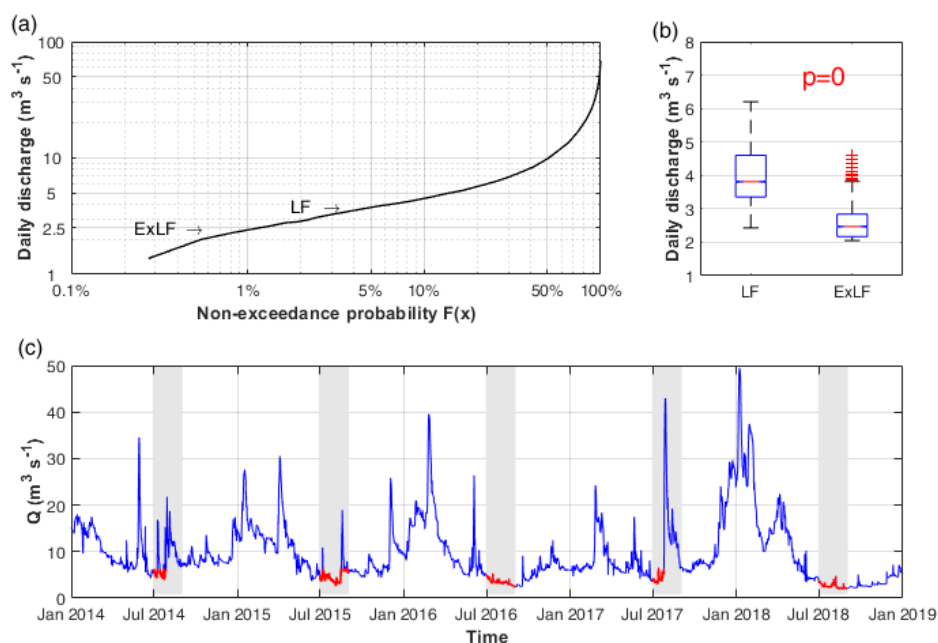 (a)
100
50
10
5
2.5
1
Daily discharge (m³ s⁻¹)
LF →
ExLF →
0.1% 1% 5% 10% 50% 100%
Non-exceedance probability F(x)
(b)
8
7
6
5
4
3
2
1
Daily discharge (m³ s⁻¹)
p=0
LF ExLF
(c)
50
40
30
20
10
0
Q (m³ s⁻¹)
Jan 2014 Jul 2014 Jan 2015 Jul 2015 Jan 2016 Jul 2016 Jan 2017 Jul 2017 Jan 2018 Jul 2018 Jan 2019
Time